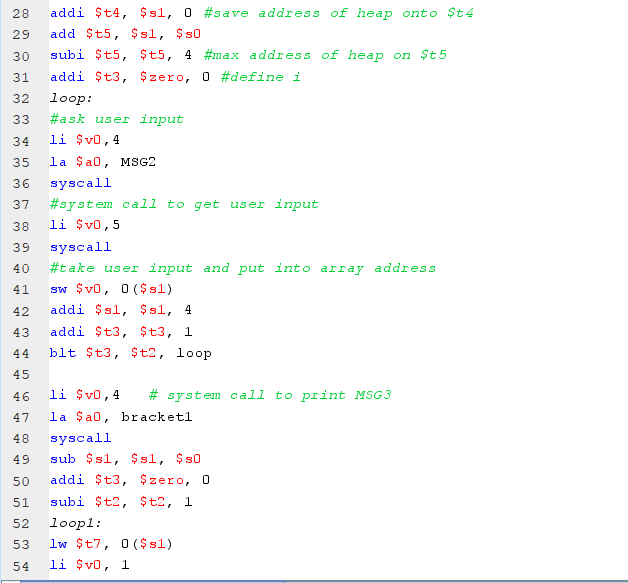 28 addi $t4, $s1, 0 #save address of heap onto $t4
29 add $t5, $s1, $s0
30 subi $t5, $t5, 4 #max address of heap on $t5
31 addi $t3, $zero, 0 #define i
32 loop:
33 #ask user input
34 li $v0,4
35 la $a0, MSG2
36 syscall
37 #system call to get user input
38 li $v0,5
39 syscall
40 #take user input and put into array address
41 sw $v0, 0($s1)
42 addi $s1, $s1, 4
43 addi $t3, $t3, 1
44 blt $t3, $t2, loop
45
46 li $v0,4   # system call to print MSG3
47 la $a0, bracket1
48 syscall
49 sub $s1, $s1, $s0
50 addi $t3, $zero, 0
51 subi $t2, $t2, 1
52 loop1:
53 lw $t7, 0($s1)
54 li $v0, 1